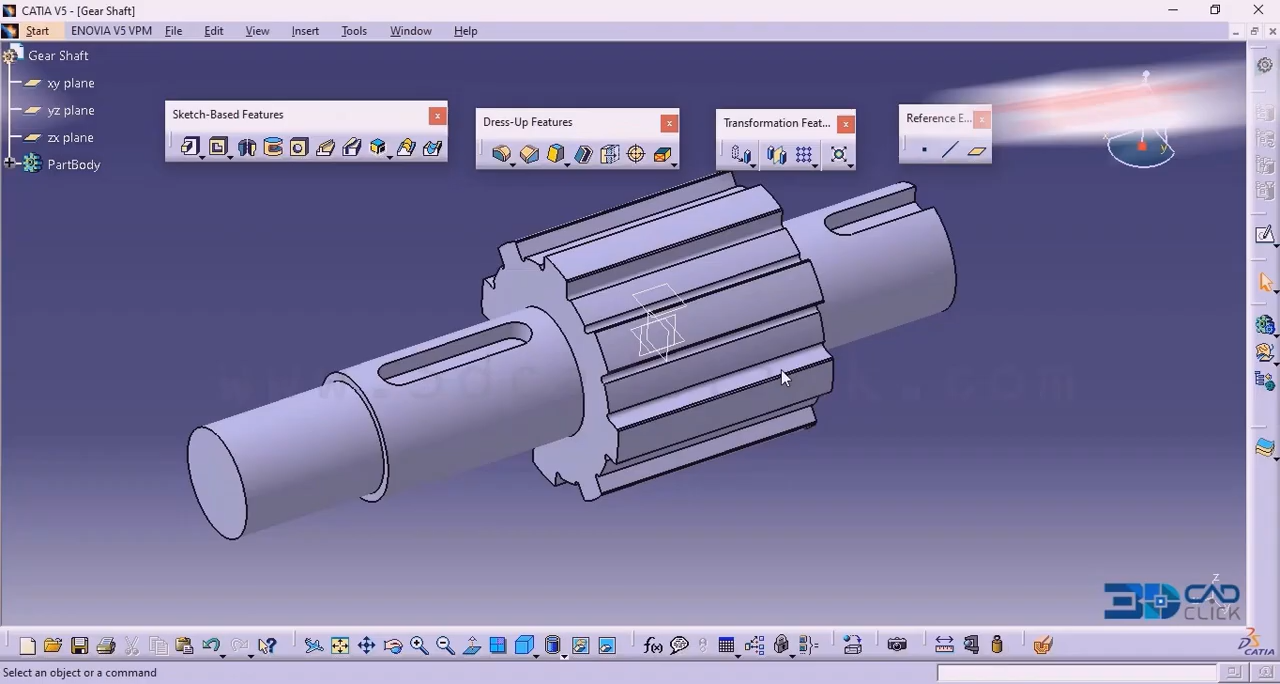 CATIA V5 - [Gear Shaft]
Start ENOVIA V5 VPM File Edit View Insert Tools Window Help
Gear Shaft
xy plane
yz plane
zx plane
PartBody
Sketch-Based Features
Dress-Up Features
Transformation Feat...
Reference E...
x
y
z
3D CAD CLICK
f(x)
CATIA
Select an object or a command